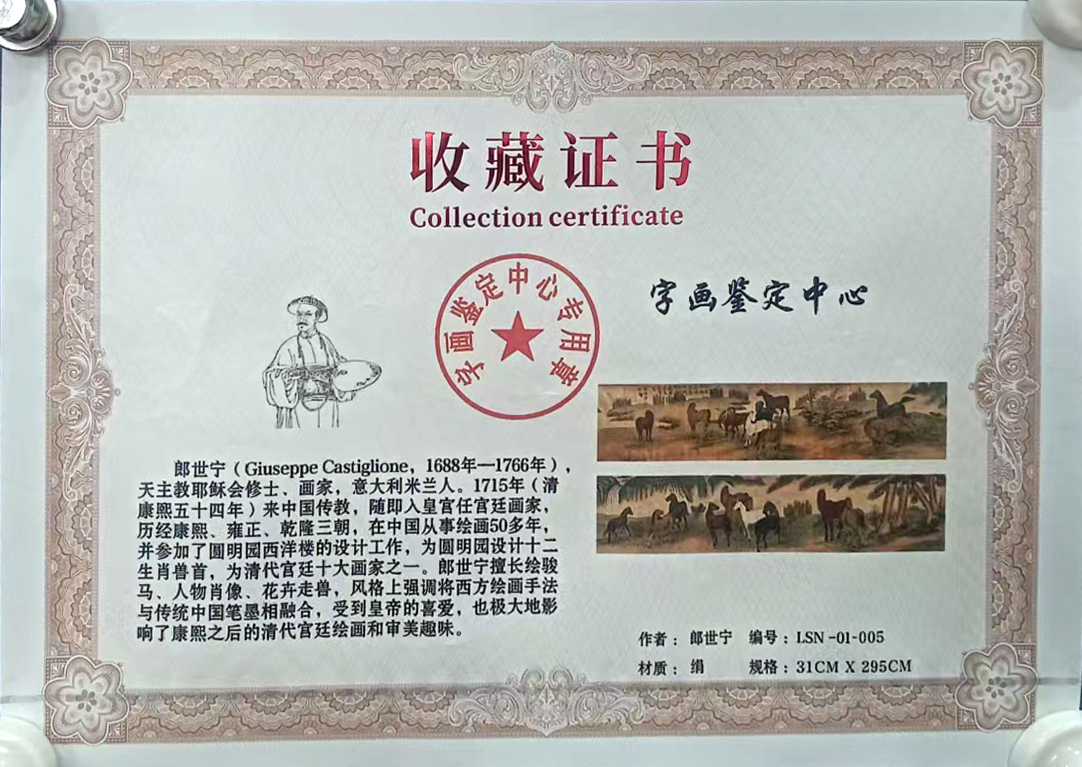 收藏证书
Collection certificate
字画鉴定中心专用章
字画鉴定中心
郎世宁（Giuseppe Castiglione，1688年—1766年），
天主教耶稣会修士、画家，意大利米兰人。1715年（清
康熙五十四年）来中国传教，随即入皇宫任宫廷画家，
历经康熙、雍正、乾隆三朝，在中国从事绘画50多年，
并参加了圆明园西洋楼的设计工作，为圆明园设计十二
生肖兽首，为清代宫廷十大画家之一。郎世宁擅长绘骏
马、人物肖像、花卉走兽，风格上强调将西方绘画手法
与传统中国笔墨相融合，受到皇帝的喜爱，也极大地影
响了康熙之后的清代宫廷绘画和审美趣味。
作者：郎世宁 编号：LSN -01-005
材质：绢 规格：31CM X 295CM